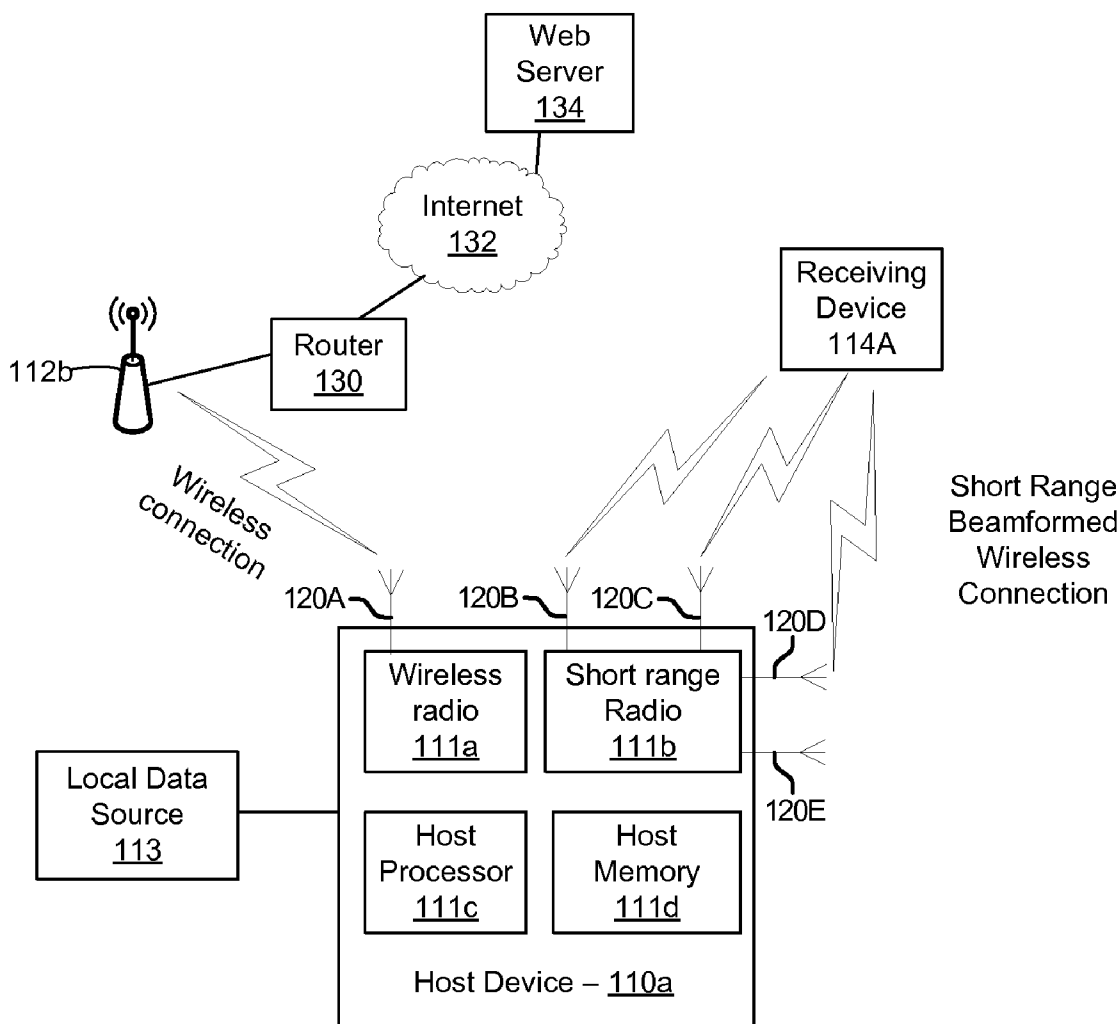 Web
Server
134
Internet
132
Receiving
Device
114A
Router
130
112b
Wireless
connection
Short Range
Beamformed
Wireless
Connection
120A
120B
120C
120D
120E
Wireless
radio
111a
Short range
Radio
111b
Local Data
Source
113
Host
Processor
111c
Host
Memory
111d
Host Device – 110a